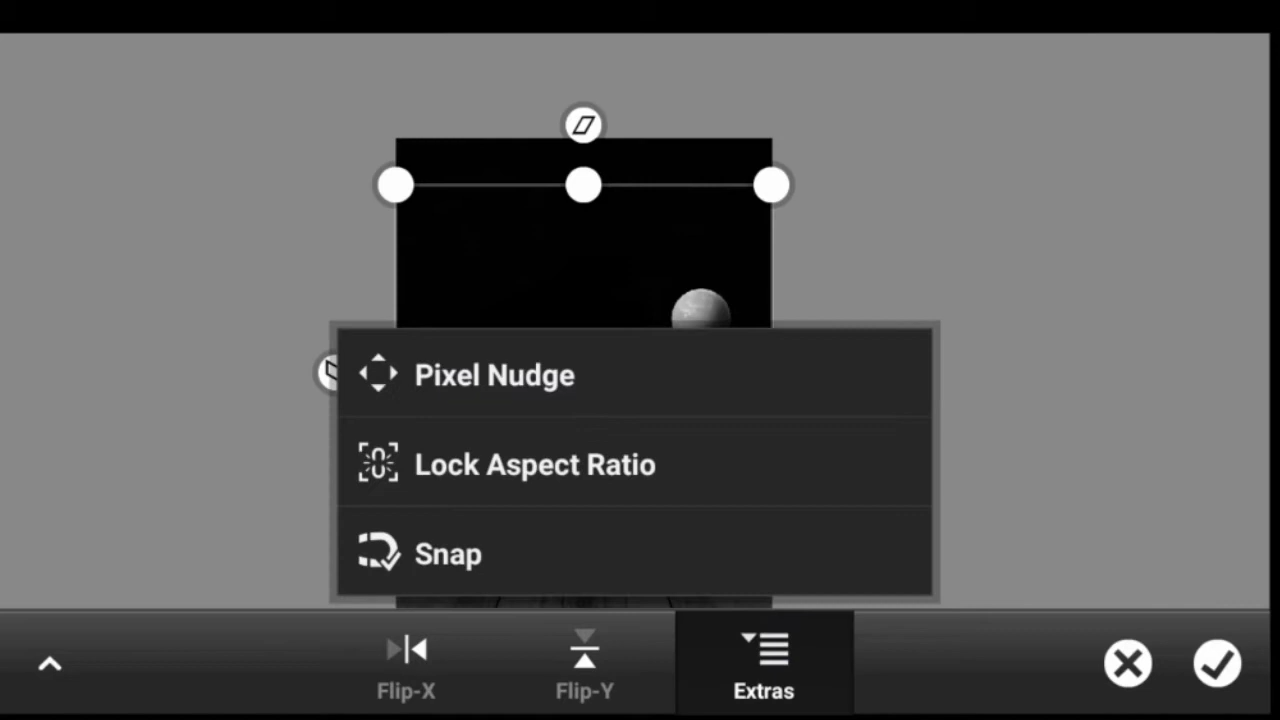 Pixel Nudge
Lock Aspect Ratio
Snap
Flip-X
Flip-Y
Extras